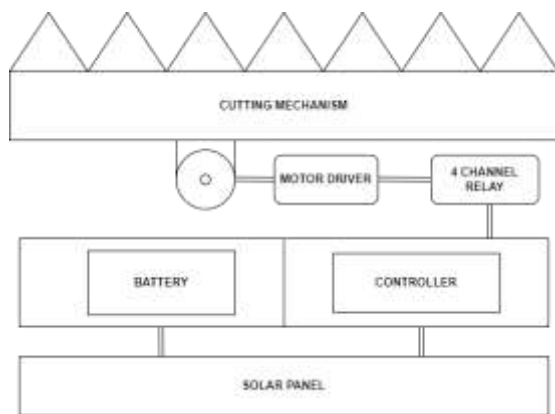 CUTTING MECHANISM
MOTOR DRIVER
4 CHANNEL
RELAY
BATTERY
CONTROLLER
SOLAR PANEL